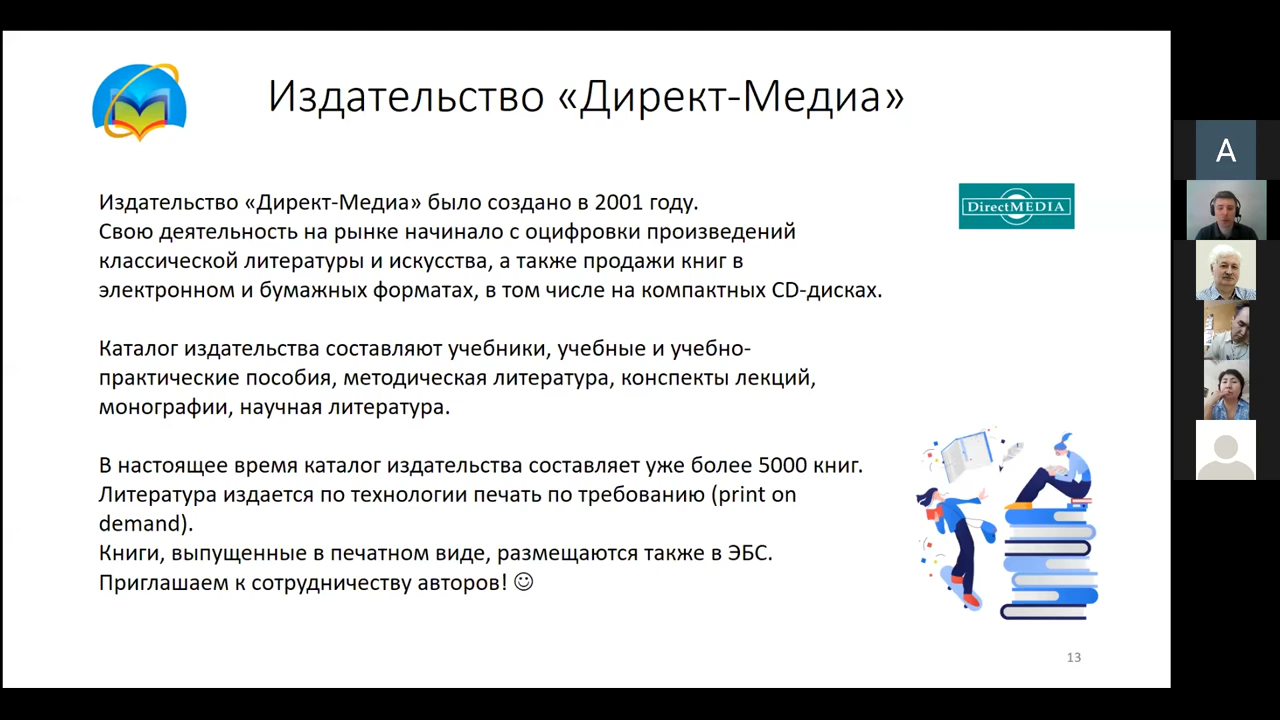 Издательство «Директ-Медиа»
DirectMEDIA
Издательство «Директ-Медиа» было создано в 2001 году.
Свою деятельность на рынке начинало с оцифровки произведений
классической литературы и искусства, а также продажи книг в
электронном и бумажных форматах, в том числе на компактных CD-дисках.
Каталог издательства составляют учебники, учебные и учебно-
практические пособия, методическая литература, конспекты лекций,
монографии, научная литература.
В настоящее время каталог издательства составляет уже более 5000 книг.
Литература издается по технологии печать по требованию (print on
demand).
Книги, выпущенные в печатном виде, размещаются также в ЭБС.
Приглашаем к сотрудничеству авторов! ☺
13
A